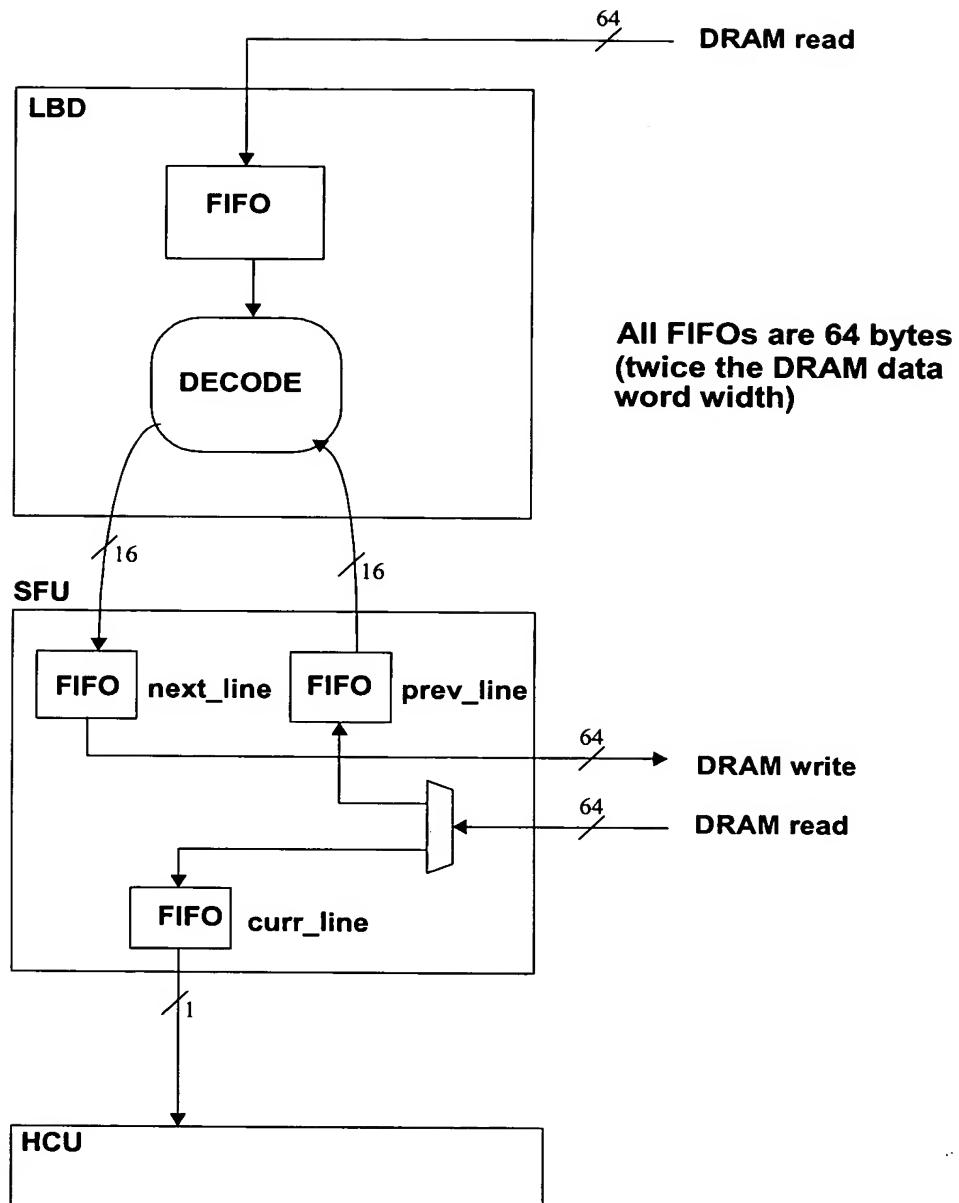 64
DRAM read
LBD
FIFO
DECODE
All FIFOs are 64 bytes
(twice the DRAM data
word width)
16
16
SFU
FIFO
next_line
FIFO
prev_line
64
DRAM write
64
DRAM read
FIFO
curr_line
1
HCU